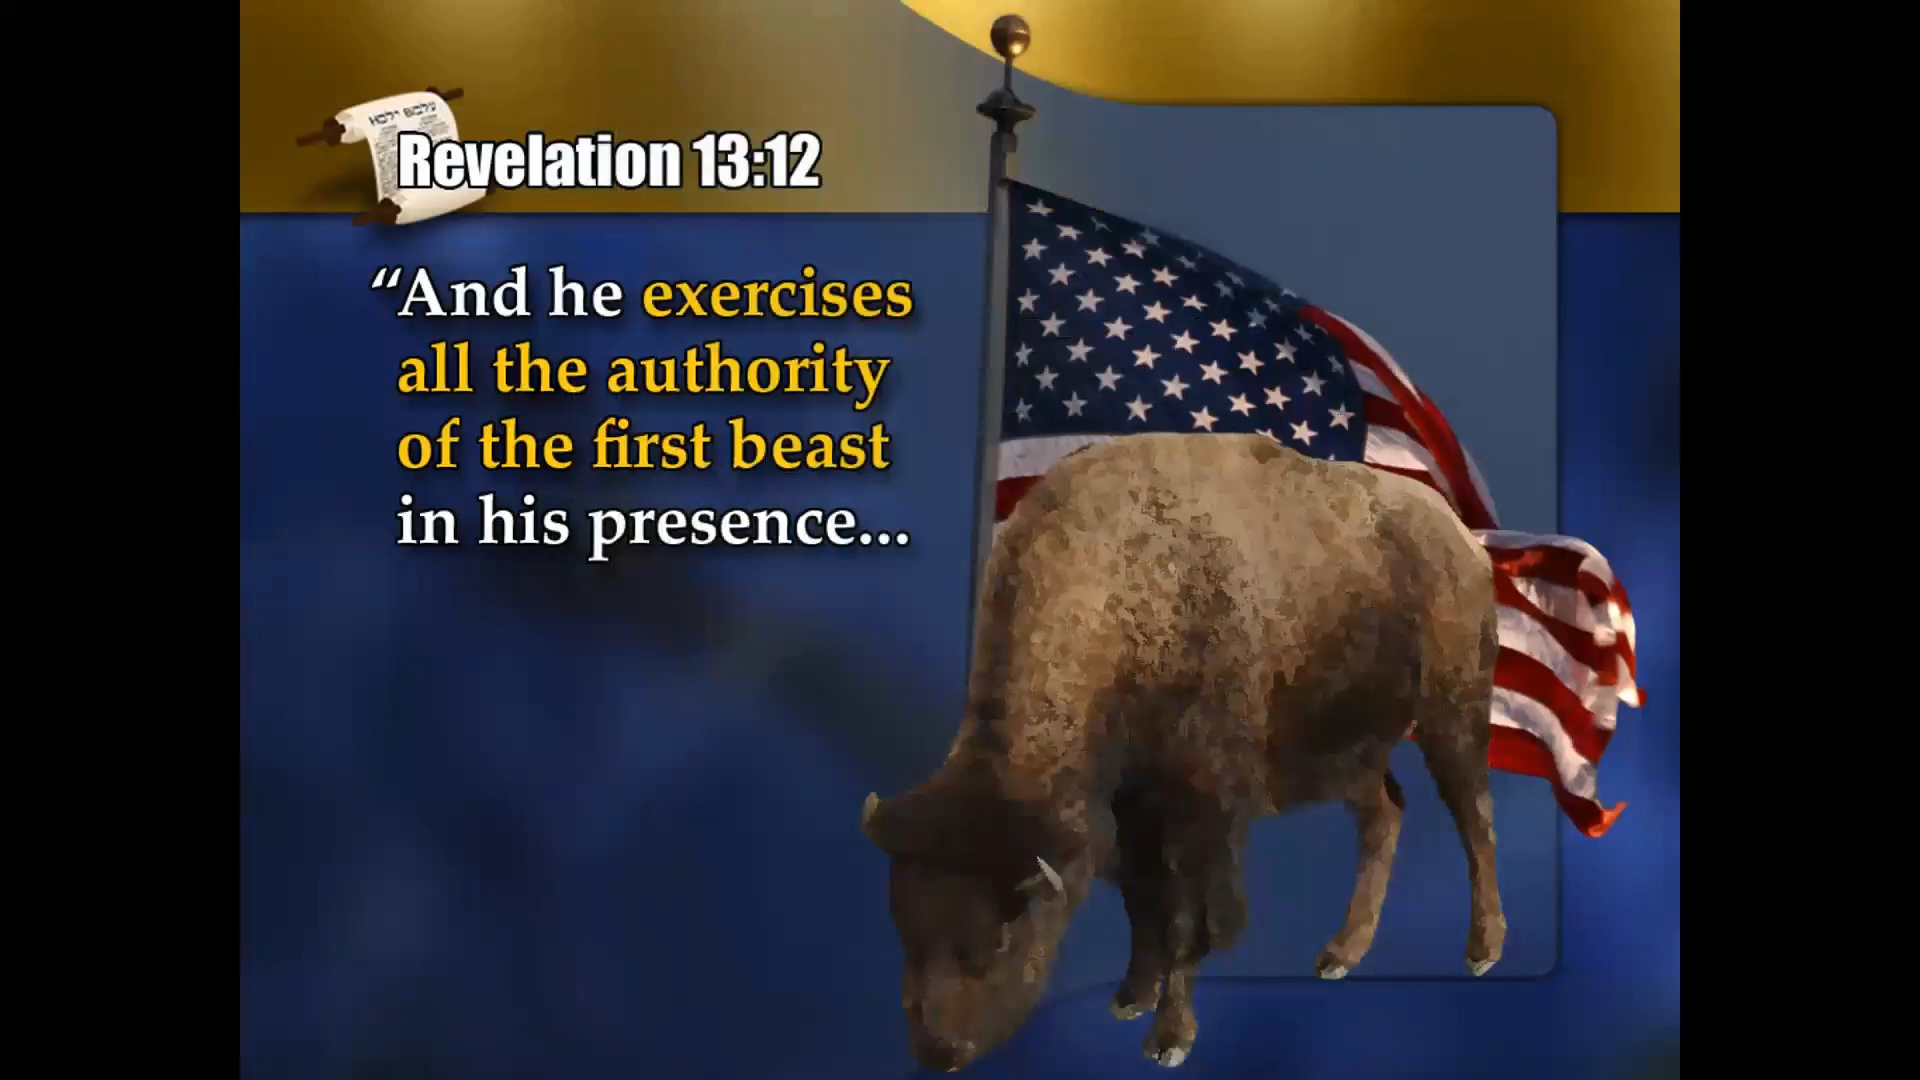 Revelation 13:12
“And he exercises
all the authority
of the first beast
in his presence...